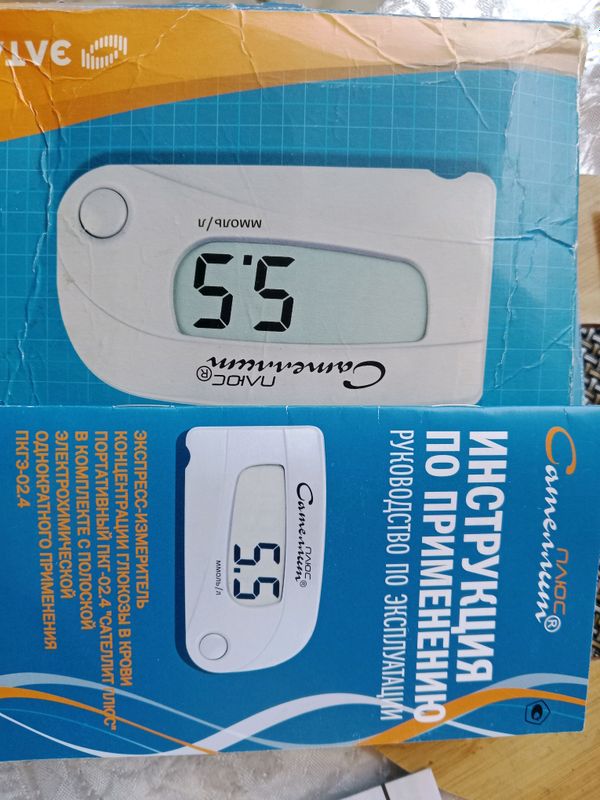 ЭЛТА
ммоль/л
5.5
Сателлит®
ПЛЮС
Сателлит®
ПЛЮС
ИНСТРУКЦИЯ
ПО ПРИМЕНЕНИЮ
РУКОВОДСТВО ПО ЭКСПЛУАТАЦИИ
Сателлит®
ПЛЮС
5.5
ммоль/л
ЭКСПРЕСС-ИЗМЕРИТЕЛЬ
КОНЦЕНТРАЦИИ ГЛЮКОЗЫ В КРОВИ
ПОРТАТИВНЫЙ ПКГ-02.4 "САТЕЛЛИТ ПЛЮС"
В КОМПЛЕКТЕ С ПОЛОСКОЙ
ЭЛЕКТРОХИМИЧЕСКОЙ
ОДНОКРАТНОГО ПРИМЕНЕНИЯ
ПКГЭ-02.4